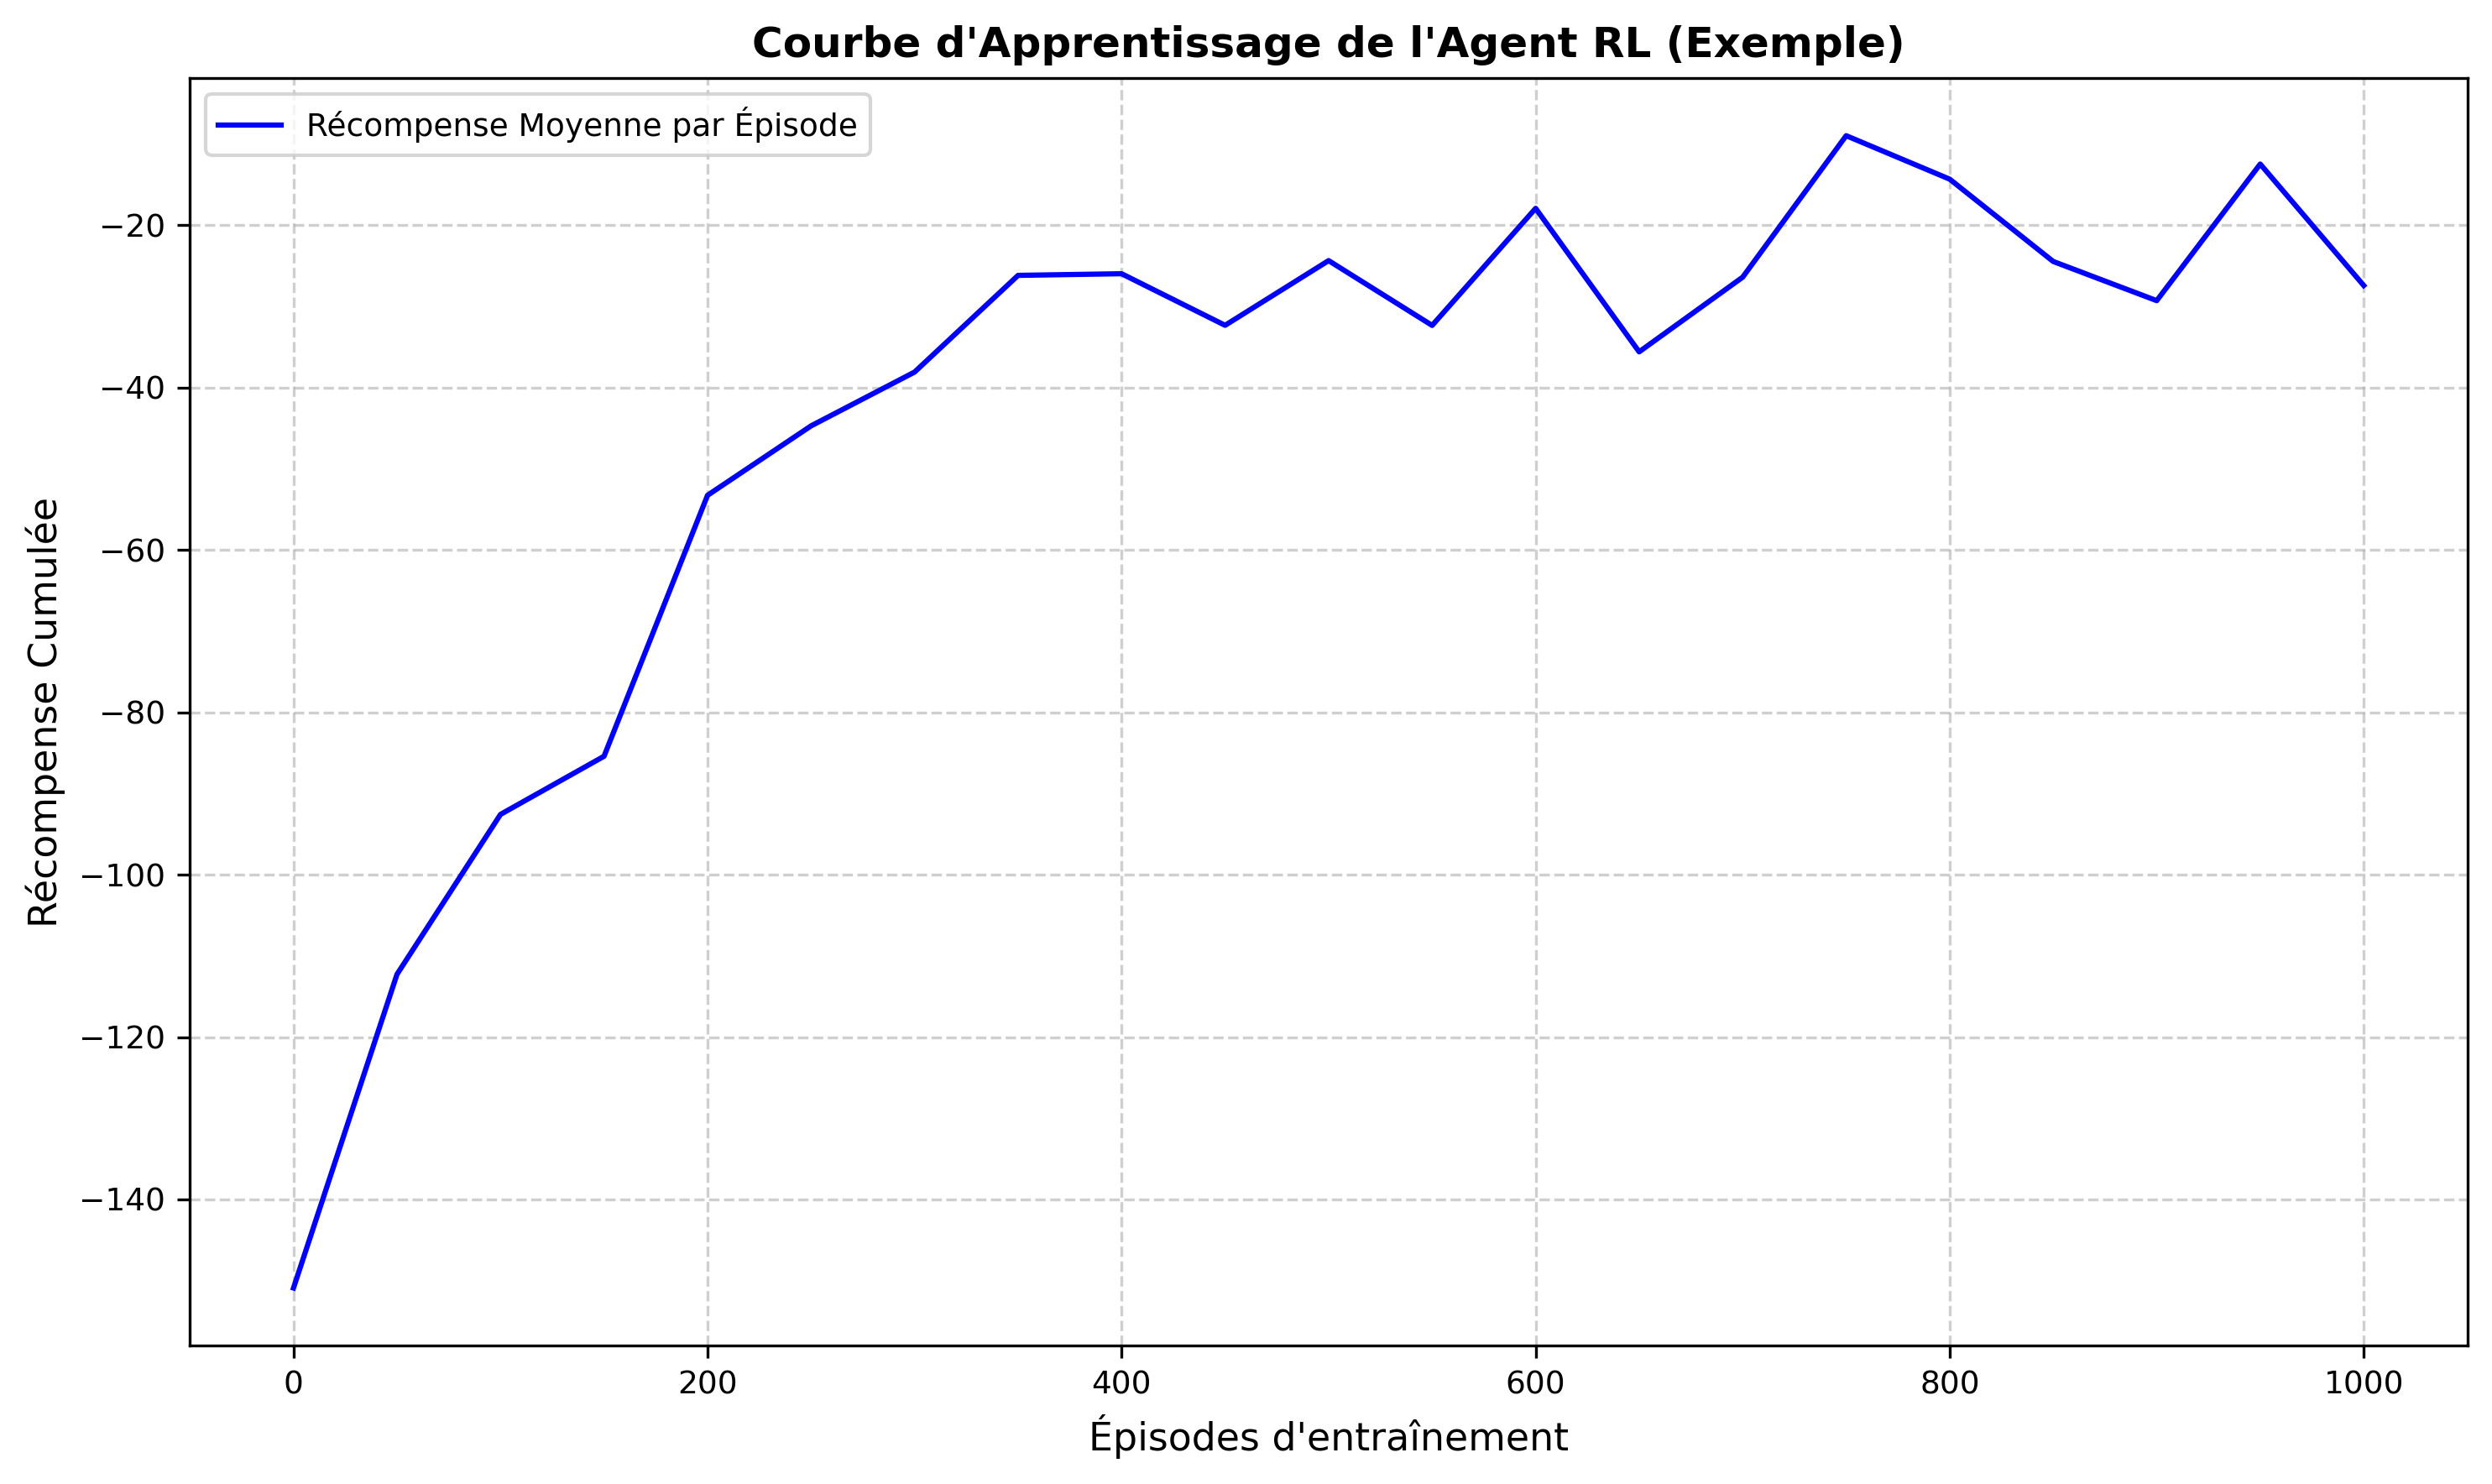 Courbe d'Apprentissage de l'Agent RL (Exemple)
Récompense Moyenne par Épisode
Récompense Cumulée
−20
−40
−60
−80
−100
−120
−140
0 200 400 600 800 1000
Épisodes d'entraînement